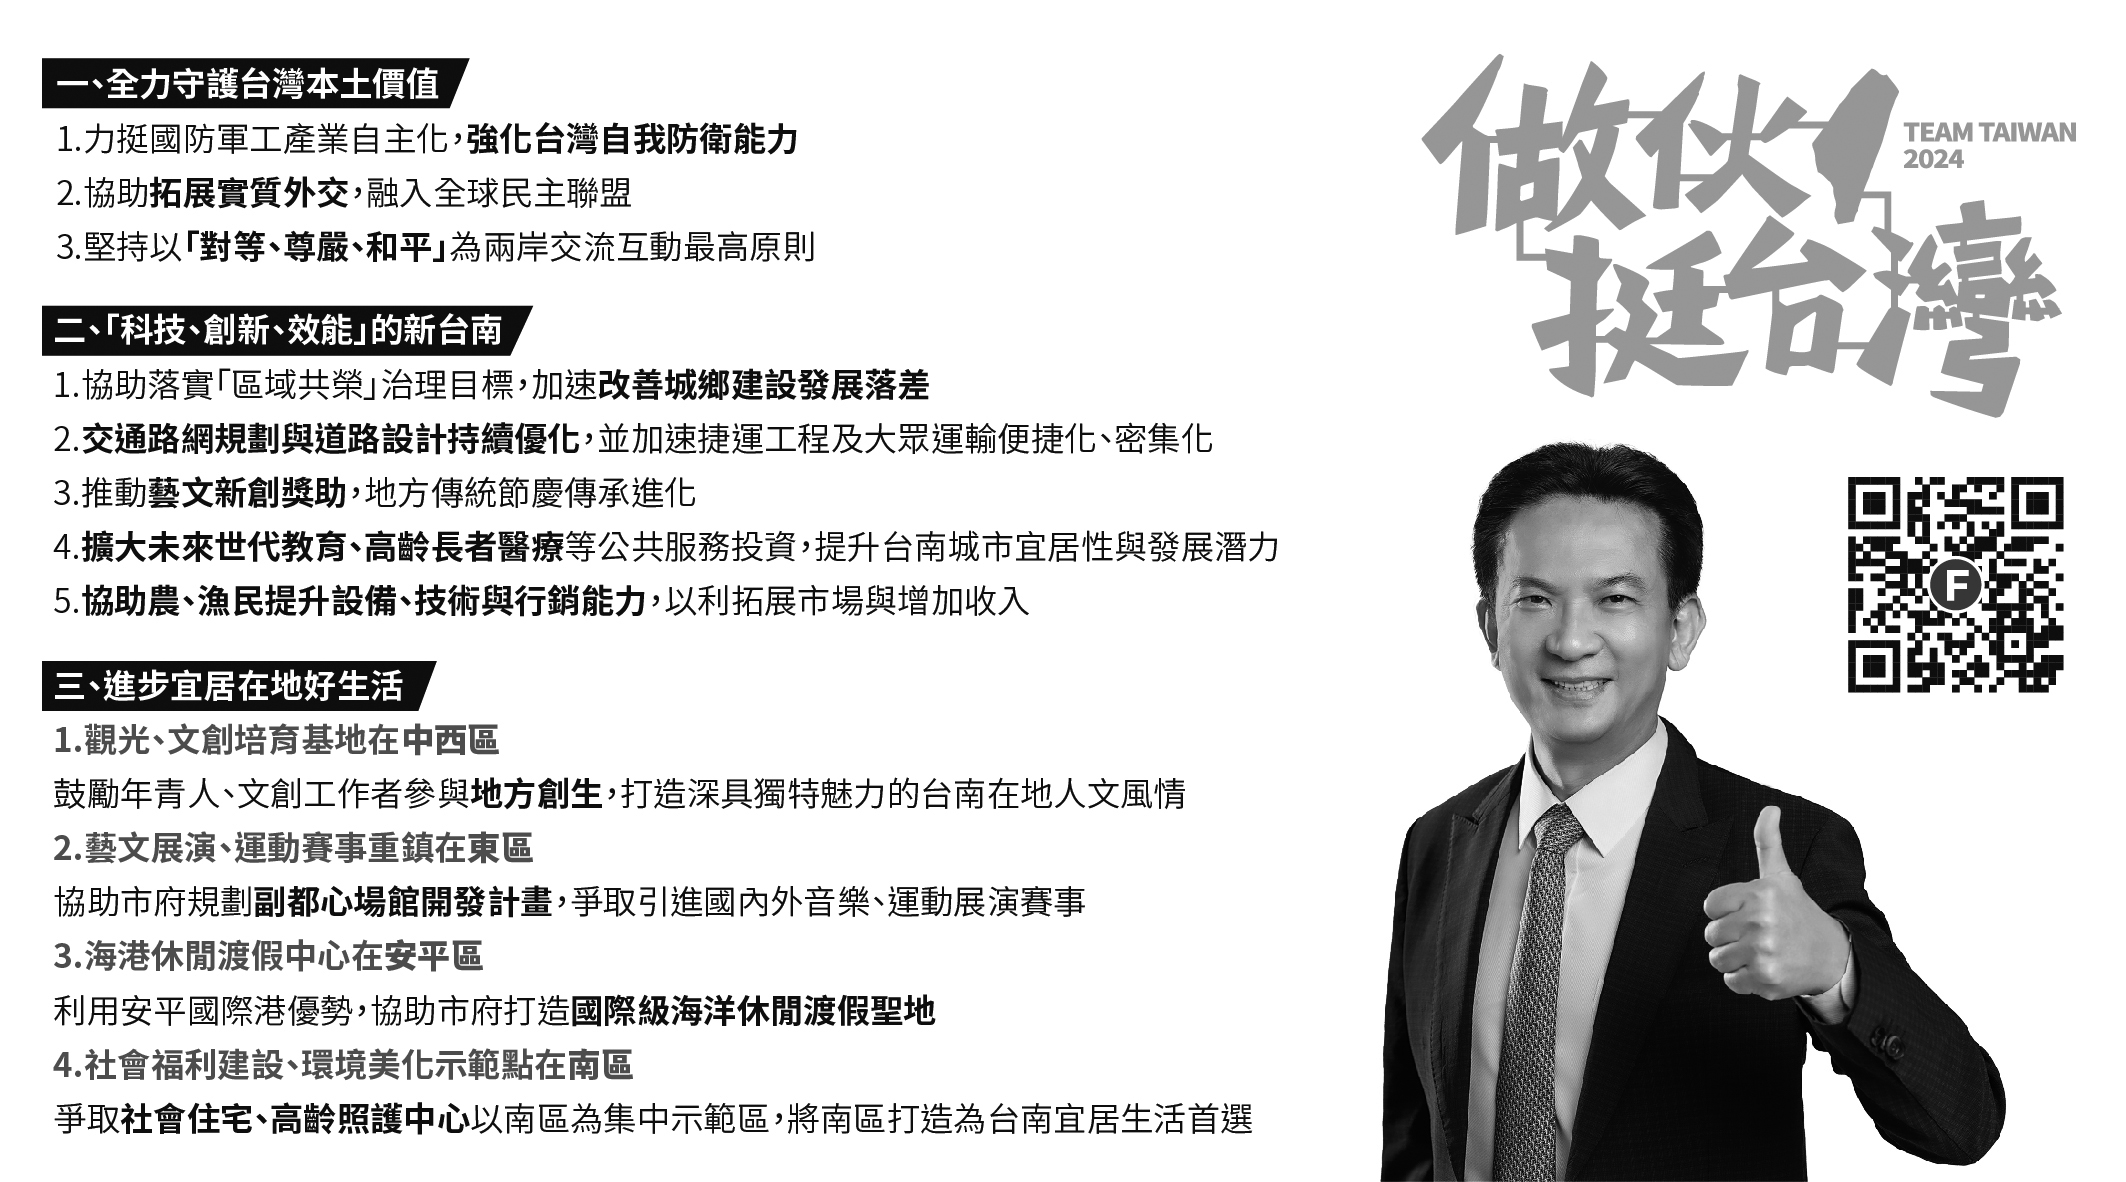 一、全力守護台灣本土價值
1.力挺國防軍工產業自主化，強化台灣自我防衛能力
2.協助拓展實質外交，融入全球民主聯盟
3.堅持以「對等、尊嚴、和平」為兩岸交流互動最高原則
二、「科技、創新、效能」的新台南
1.協助落實「區域共榮」治理目標，加速改善城鄉建設發展落差
2.交通路網規劃與道路設計持續優化，並加速捷運工程及大眾運輸便捷化、密集化
3.推動藝文新創獎助，地方傳統節慶傳承進化
4.擴大未來世代教育、高齡長者醫療等公共服務投資，提升台南城市宜居性與發展潛力
5.協助農、漁民提升設備、技術與行銷能力，以利拓展市場與增加收入
三、進步宜居在地好生活
1.觀光、文創培育基地在中西區
鼓勵年青人、文創工作者參與地方創生，打造深具獨特魅力的台南在地人文風情
2.藝文展演、運動賽事重鎮在東區
協助市府規劃副都心場館開發計畫，爭取引進國內外音樂、運動展演賽事
3.海港休閒渡假中心在安平區
利用安平國際港優勢，協助市府打造國際級海洋休閒渡假聖地
4.社會福利建設、環境美化示範點在南區
爭取社會住宅、高齡照護中心以南區為集中示範區，將南區打造為台南宜居生活首選
做伙
挺台灣
TEAM TAIWAN
2024
F